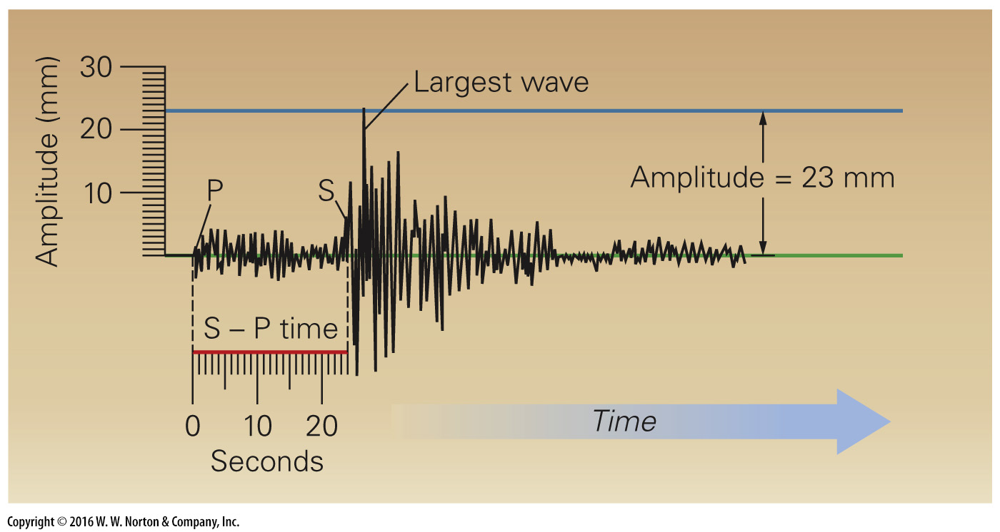 30
Largest wave
20
Amplitude (mm)
Amplitude = 23 mm
10
P
S
S – P time
0
10
20
Seconds
Time
Copyright © 2016 W. W. Norton & Company, Inc.